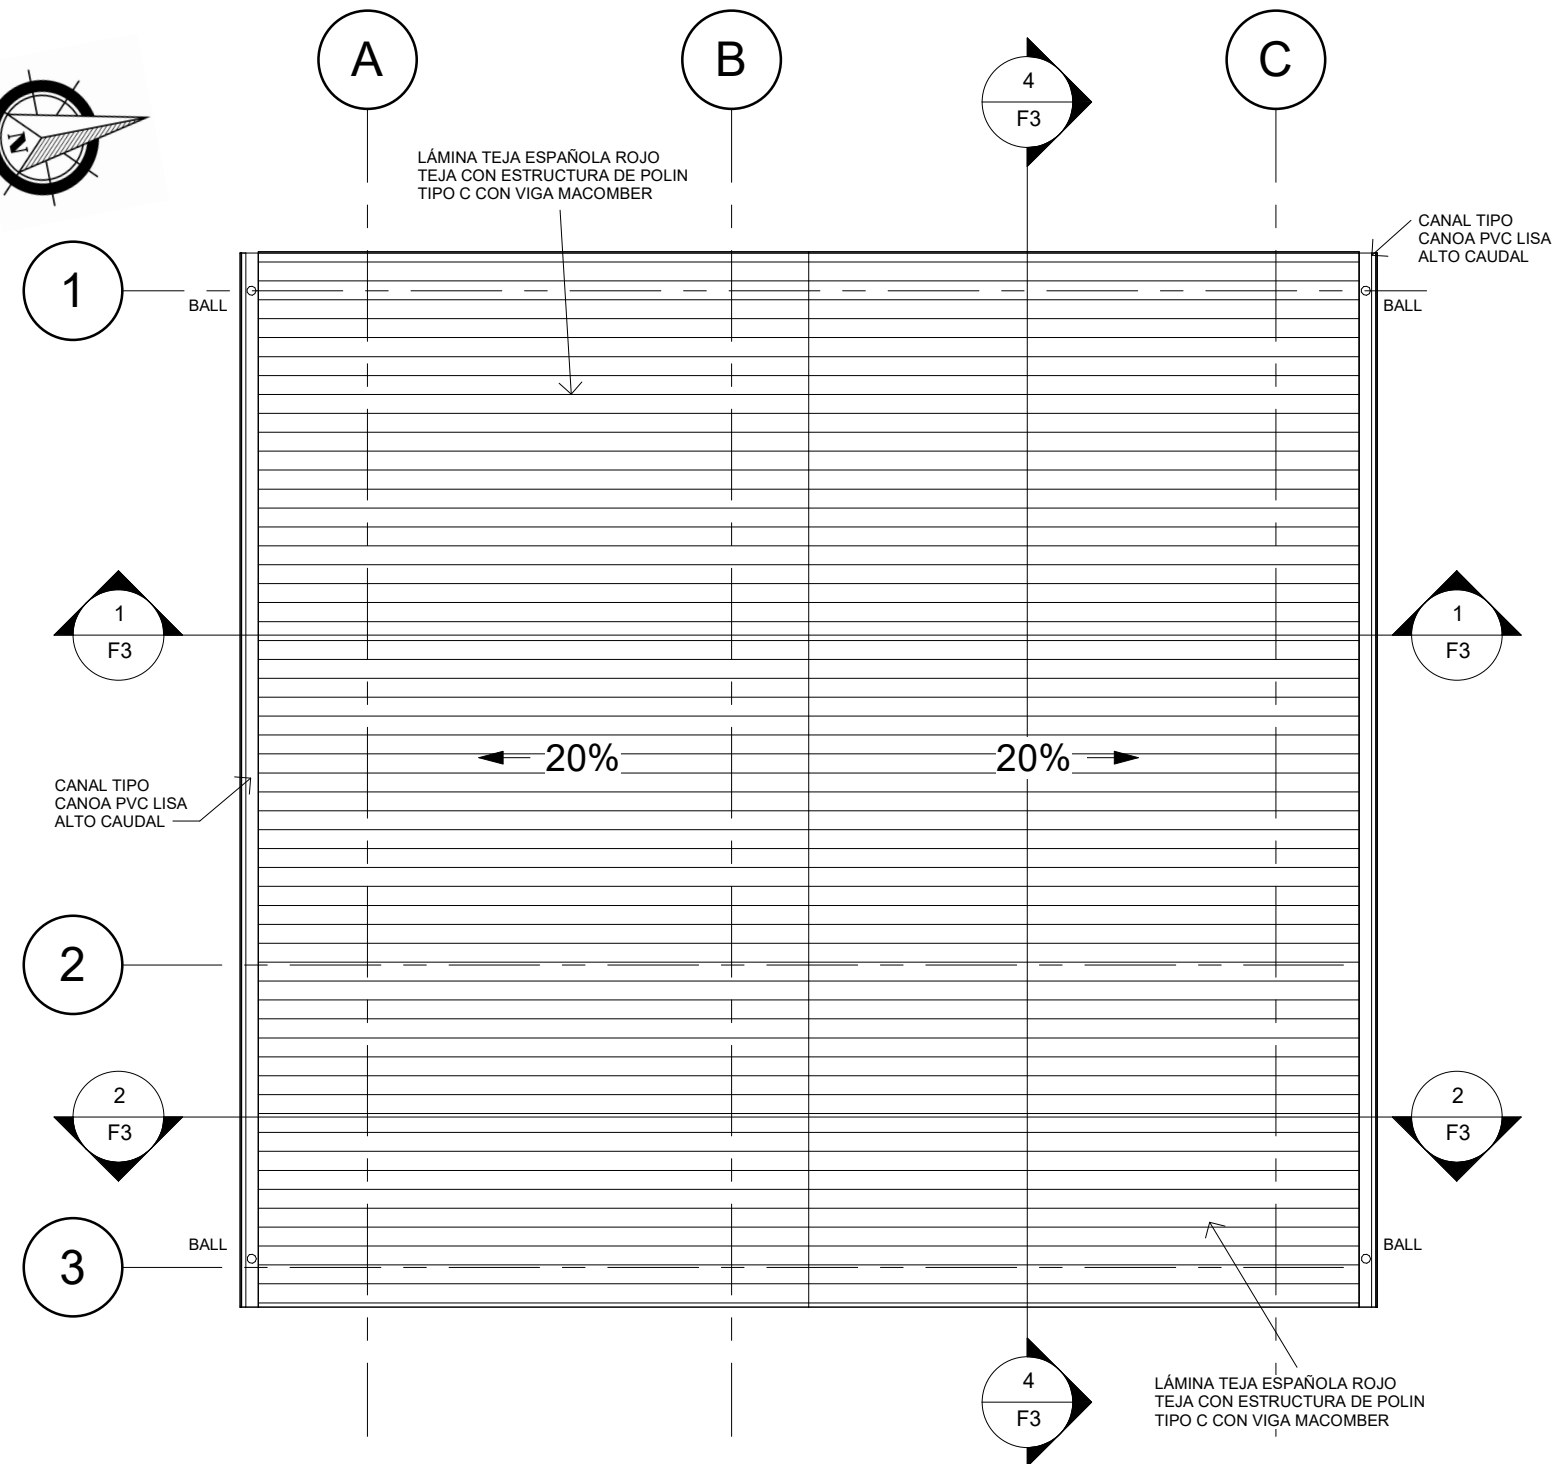 A
B
C
4
F3
N
LÁMINA TEJA ESPAÑOLA ROJO
TEJA CON ESTRUCTURA DE POLIN
TIPO C CON VIGA MACOMBER
CANAL TIPO
CANOA PVC LISA
ALTO CAUDAL
1
BALL
BALL
1
F3
1
F3
20%
20%
CANAL TIPO
CANOA PVC LISA
ALTO CAUDAL
2
2
F3
2
F3
BALL
BALL
3
4
F3
LÁMINA TEJA ESPAÑOLA ROJO
TEJA CON ESTRUCTURA DE POLIN
TIPO C CON VIGA MACOMBER